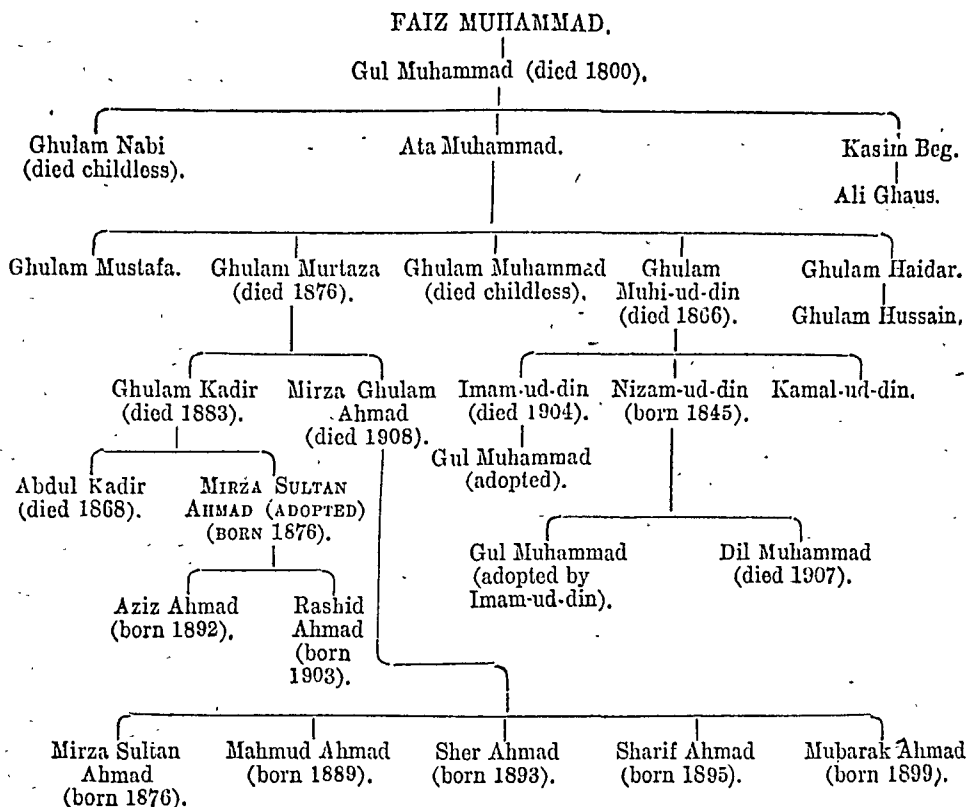 FAIZ MUHAMMAD.
Gul Muhammad (died 1800).
Ghulam Nabi
(died childless).
Ata Muhammad.
Kasim Beg.
Ali Ghaus.
Ghulam Mustafa.
Ghulam Murtaza
(died 1876).
Ghulam Muhammad
(died childless).
Ghulam
Muhi-ud-din
(died 1866).
Ghulam Haidar.
Ghulam Hussain.
Ghulam Kadir
(died 1883).
Mirza Ghulam
Ahmad
(died 1908).
Imam-ud-din
(died 1904).
Nizam-ud-din
(born 1845).
Kamal-ud-din.
Gul Muhammad
(adopted).
Abdul Kadir
(died 1868).
MIRZA SULTAN
AHMAD (ADOPTED)
(BORN 1876).
Gul Muhammad
(adopted by
Imam-ud-din).
Dil Muhammad
(died 1907).
Aziz Ahmad
(born 1892).
Rashid
Ahmad
(born
1903).
Mirza Sultan
Ahmad
(born 1876).
Mahmud Ahmad
(born 1889).
Sher Ahmad
(born 1893).
Sharif Ahmad
(born 1895).
Mubarak Ahmad
(born 1899).